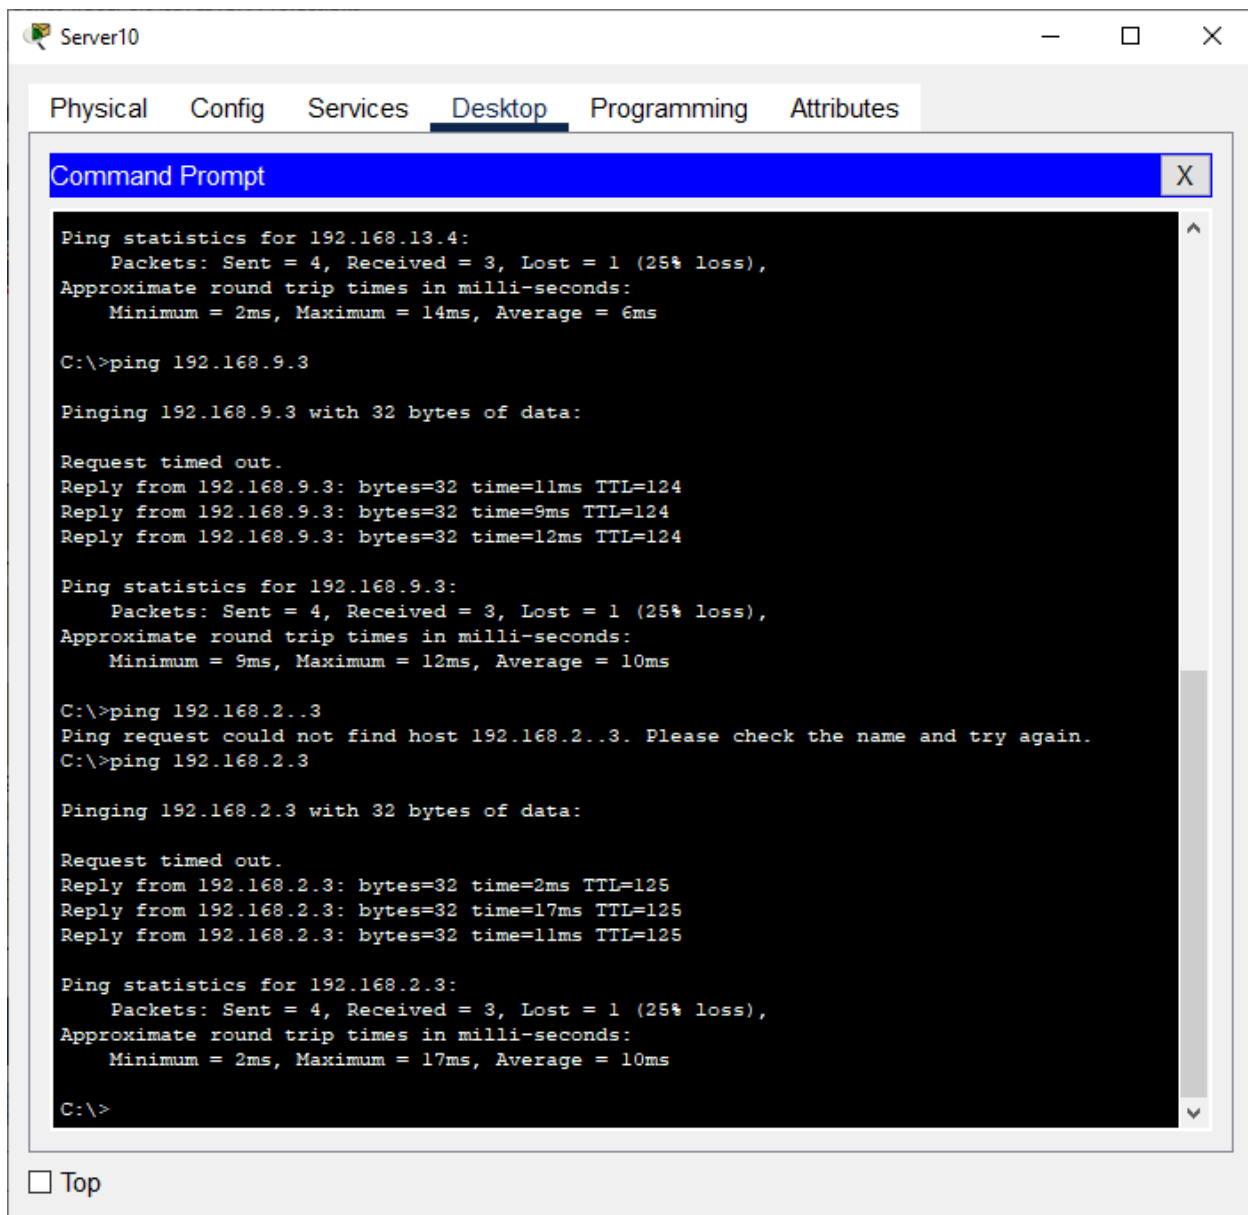 Server10
Physical Config Services Desktop Programming Attributes
Command Prompt X
Ping statistics for 192.168.13.4:
    Packets: Sent = 4, Received = 3, Lost = 1 (25% loss),
Approximate round trip times in milli-seconds:
    Minimum = 2ms, Maximum = 14ms, Average = 6ms
C:\>ping 192.168.9.3
Pinging 192.168.9.3 with 32 bytes of data:
Request timed out.
Reply from 192.168.9.3: bytes=32 time=11ms TTL=124
Reply from 192.168.9.3: bytes=32 time=9ms TTL=124
Reply from 192.168.9.3: bytes=32 time=12ms TTL=124
Ping statistics for 192.168.9.3:
    Packets: Sent = 4, Received = 3, Lost = 1 (25% loss),
Approximate round trip times in milli-seconds:
    Minimum = 9ms, Maximum = 12ms, Average = 10ms
C:\>ping 192.168.2..3
Ping request could not find host 192.168.2..3. Please check the name and try again.
C:\>ping 192.168.2.3
Pinging 192.168.2.3 with 32 bytes of data:
Request timed out.
Reply from 192.168.2.3: bytes=32 time=2ms TTL=125
Reply from 192.168.2.3: bytes=32 time=17ms TTL=125
Reply from 192.168.2.3: bytes=32 time=11ms TTL=125
Ping statistics for 192.168.2.3:
    Packets: Sent = 4, Received = 3, Lost = 1 (25% loss),
Approximate round trip times in milli-seconds:
    Minimum = 2ms, Maximum = 17ms, Average = 10ms
C:\>
Top